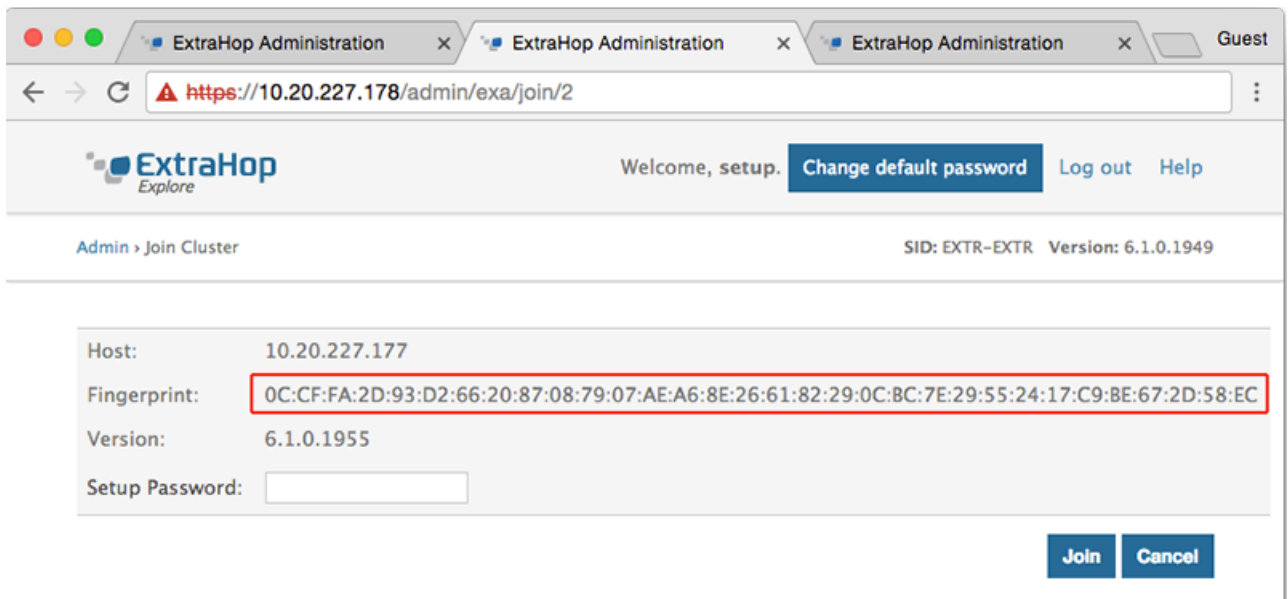 ExtraHop Administration ExtraHop Administration ExtraHop Administration Guest
https://10.20.227.178/admin/exa/join/2
ExtraHop
Explore
Welcome, setup. Change default password Log out Help
Admin › Join Cluster SID: EXTR-EXTR Version: 6.1.0.1949
Host: 10.20.227.177
Fingerprint: 0C:CF:FA:2D:93:D2:66:20:87:08:79:07:AE:A6:8E:26:61:82:29:0C:BC:7E:29:55:24:17:C9:BE:67:2D:58:EC
Version: 6.1.0.1955
Setup Password:
Join Cancel